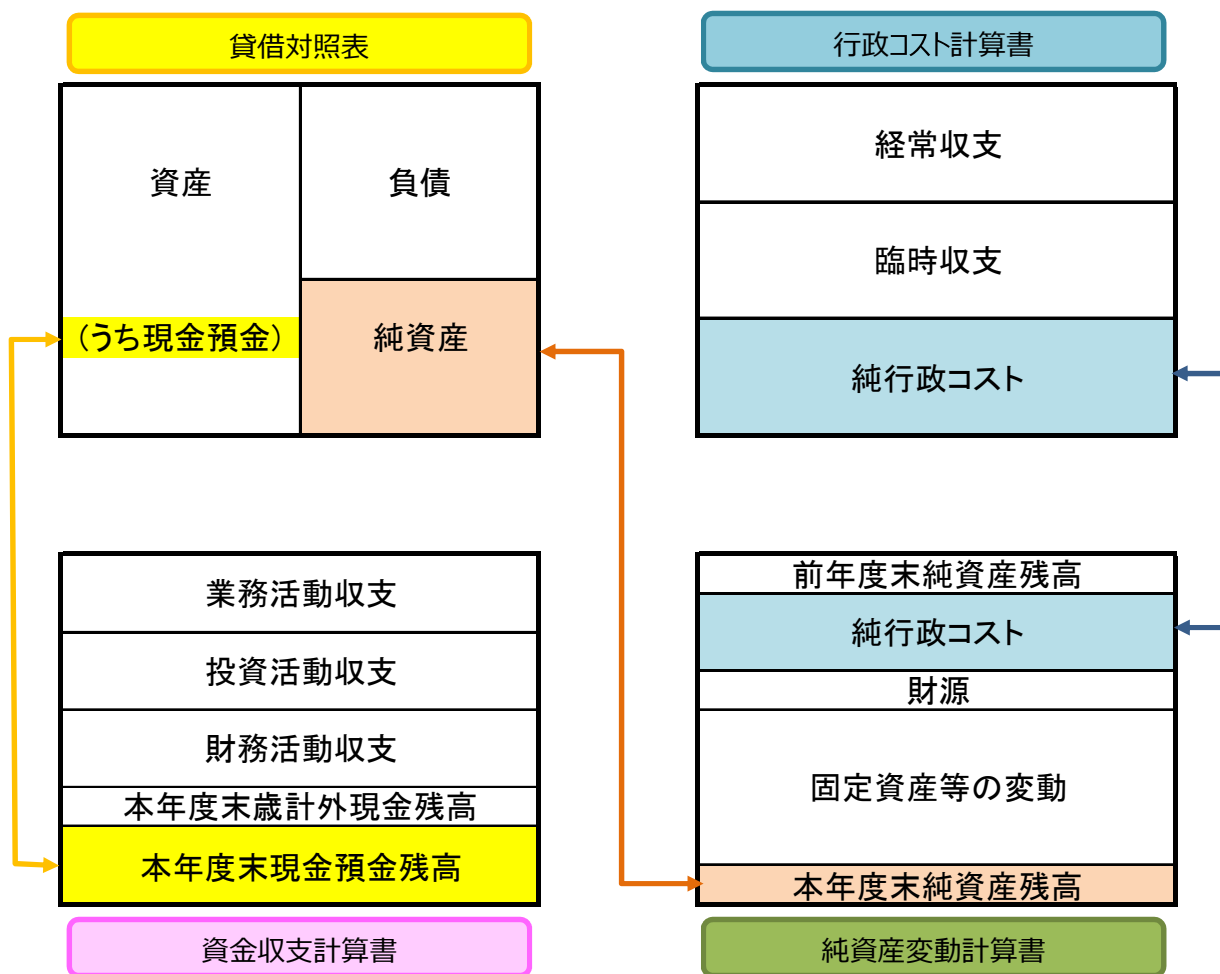 貸借対照表
資産
負債
(うち現金預金)
純資産
行政コスト計算書
経常収支
臨時収支
純行政コスト
業務活動収支
投資活動収支
財務活動収支
本年度末歳計外現金残高
本年度末現金預金残高
資金収支計算書
前年度末純資産残高
純行政コスト
財源
固定資産等の変動
本年度末純資産残高
純資産変動計算書